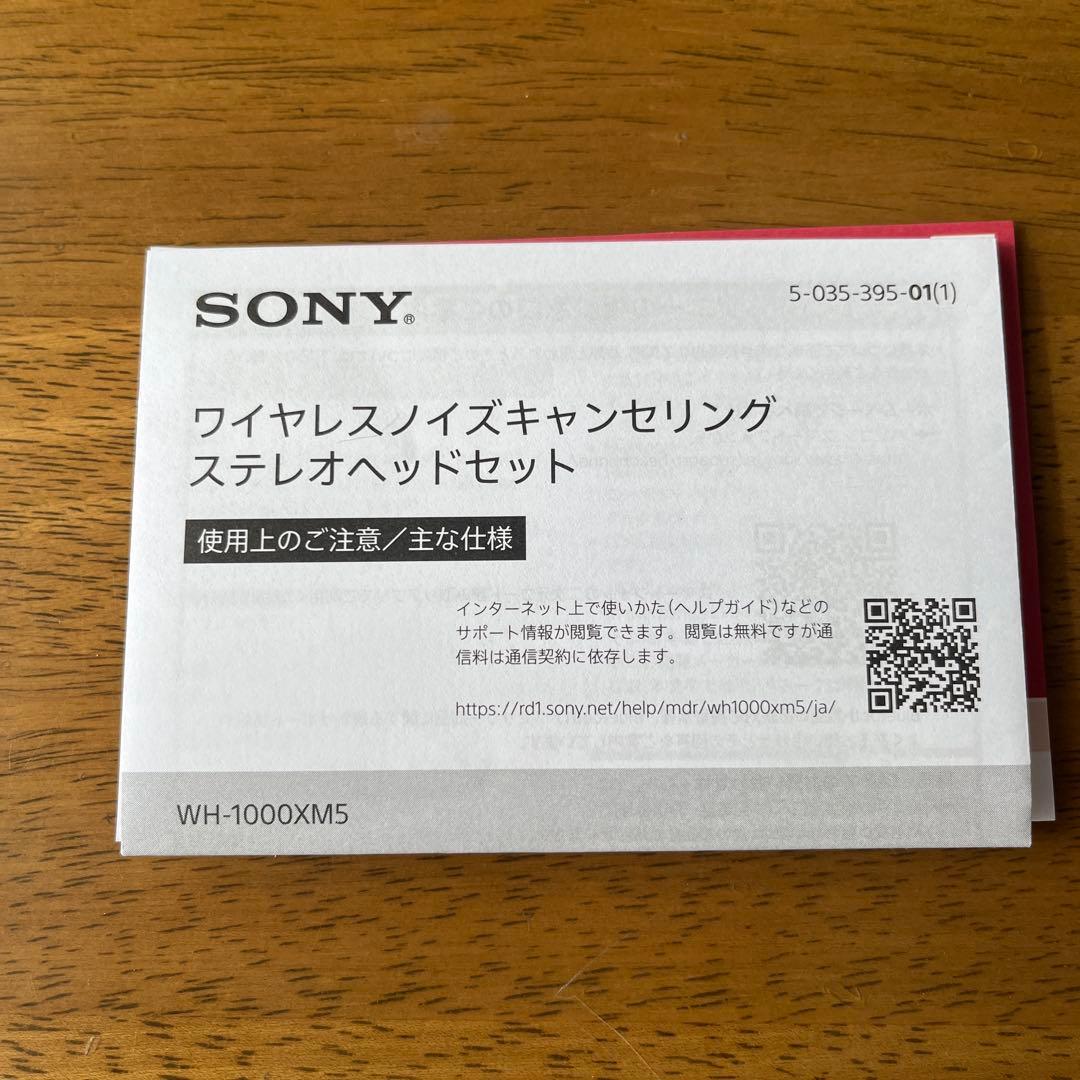 SONY®
5-035-395-01(1)
ワイヤレスノイズキャンセリング
ステレオヘッドセット
使用上のご注意／主な仕様
インターネット上で使いかた（ヘルプガイド）などの
サポート情報が閲覧できます。閲覧は無料ですが通
信料は通信契約に依存します。
https://rd1.sony.net/help/mdr/wh1000xm5/ja/
WH-1000XM5